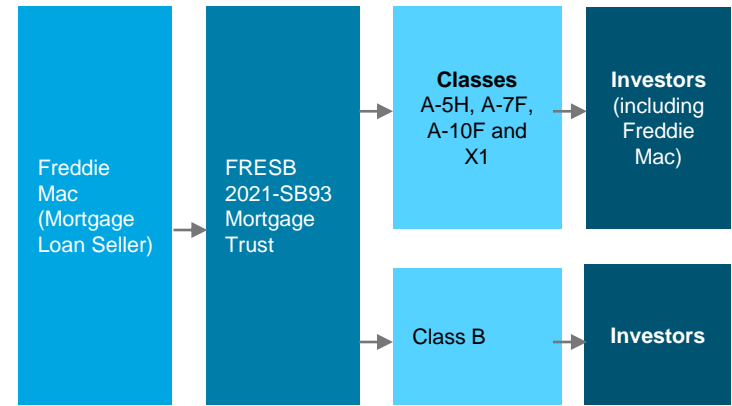 Freddie
Mac
(Mortgage
Loan Seller)
FRESB
2021-SB93
Mortgage
Trust
Classes
A-5H, A-7F,
A-10F and
X1
Investors
(including
Freddie
Mac)
Class B
Investors